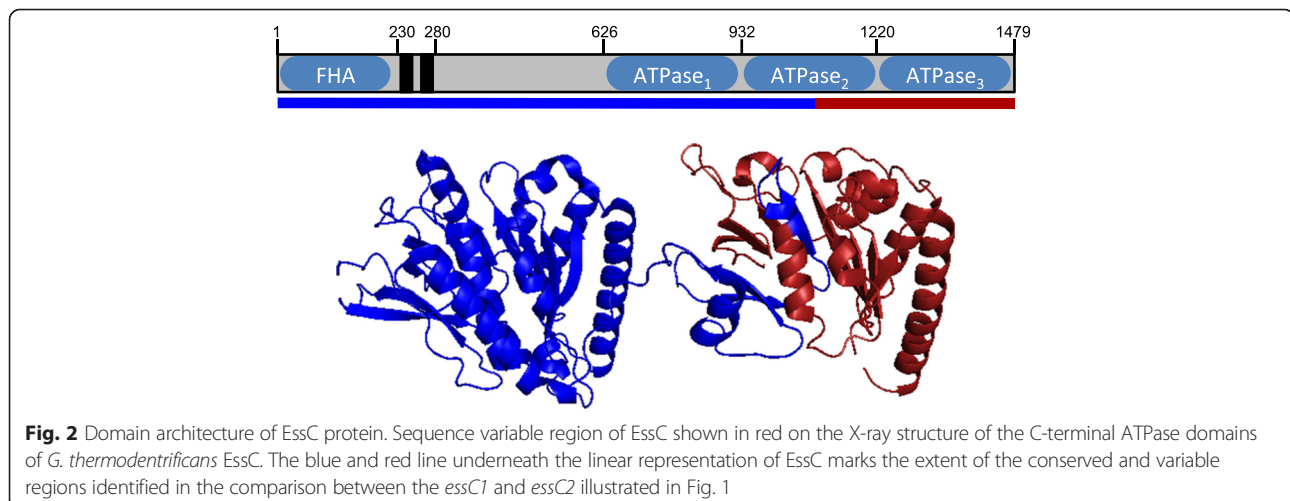 1 230 280 626 932 1220 1479
FHA ATPase₁ ATPase₂ ATPase₃
Fig. 2 Domain architecture of EssC protein. Sequence variable region of EssC shown in red on the X-ray structure of the C-terminal ATPase domains
of G. thermodentrificans EssC. The blue and red line underneath the linear representation of EssC marks the extent of the conserved and variable
regions identified in the comparison between the essC1 and essC2 illustrated in Fig. 1